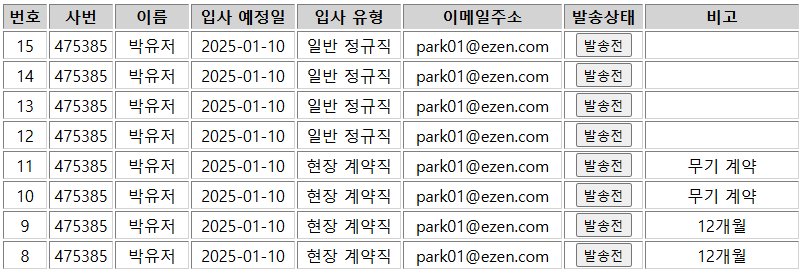 번호 사번 이름 입사 예정일 입사 유형 이메일주소 발송상태 비고
15 475385 박유저 2025-01-10 일반 정규직 park01@ezen.com 발송전
14 475385 박유저 2025-01-10 일반 정규직 park01@ezen.com 발송전
13 475385 박유저 2025-01-10 일반 정규직 park01@ezen.com 발송전
12 475385 박유저 2025-01-10 일반 정규직 park01@ezen.com 발송전
11 475385 박유저 2025-01-10 현장 계약직 park01@ezen.com 발송전 무기 계약
10 475385 박유저 2025-01-10 현장 계약직 park01@ezen.com 발송전 무기 계약
9 475385 박유저 2025-01-10 현장 계약직 park01@ezen.com 발송전 12개월
8 475385 박유저 2025-01-10 현장 계약직 park01@ezen.com 발송전 12개월